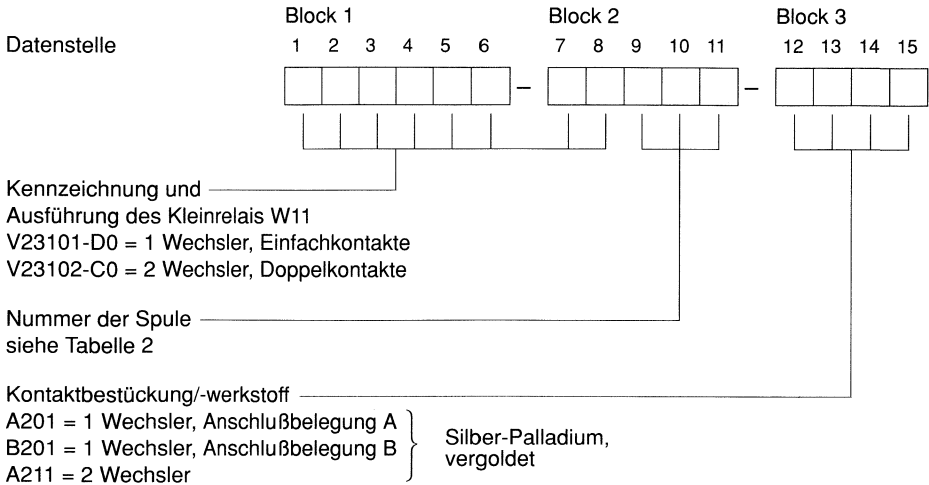 Block 1 Block 2 Block 3
Datenstelle 1 2 3 4 5 6 7 8 9 10 11 12 13 14 15
– –
Kennzeichnung und
Ausführung des Kleinrelais W11
V23101-D0 = 1 Wechsler, Einfachkontakte
V23102-C0 = 2 Wechsler, Doppelkontakte
Nummer der Spule
siehe Tabelle 2
Kontaktbestückung/-werkstoff
A201 = 1 Wechsler, Anschlußbelegung A
B201 = 1 Wechsler, Anschlußbelegung B
A211 = 2 Wechsler
Silber-Palladium,
vergoldet